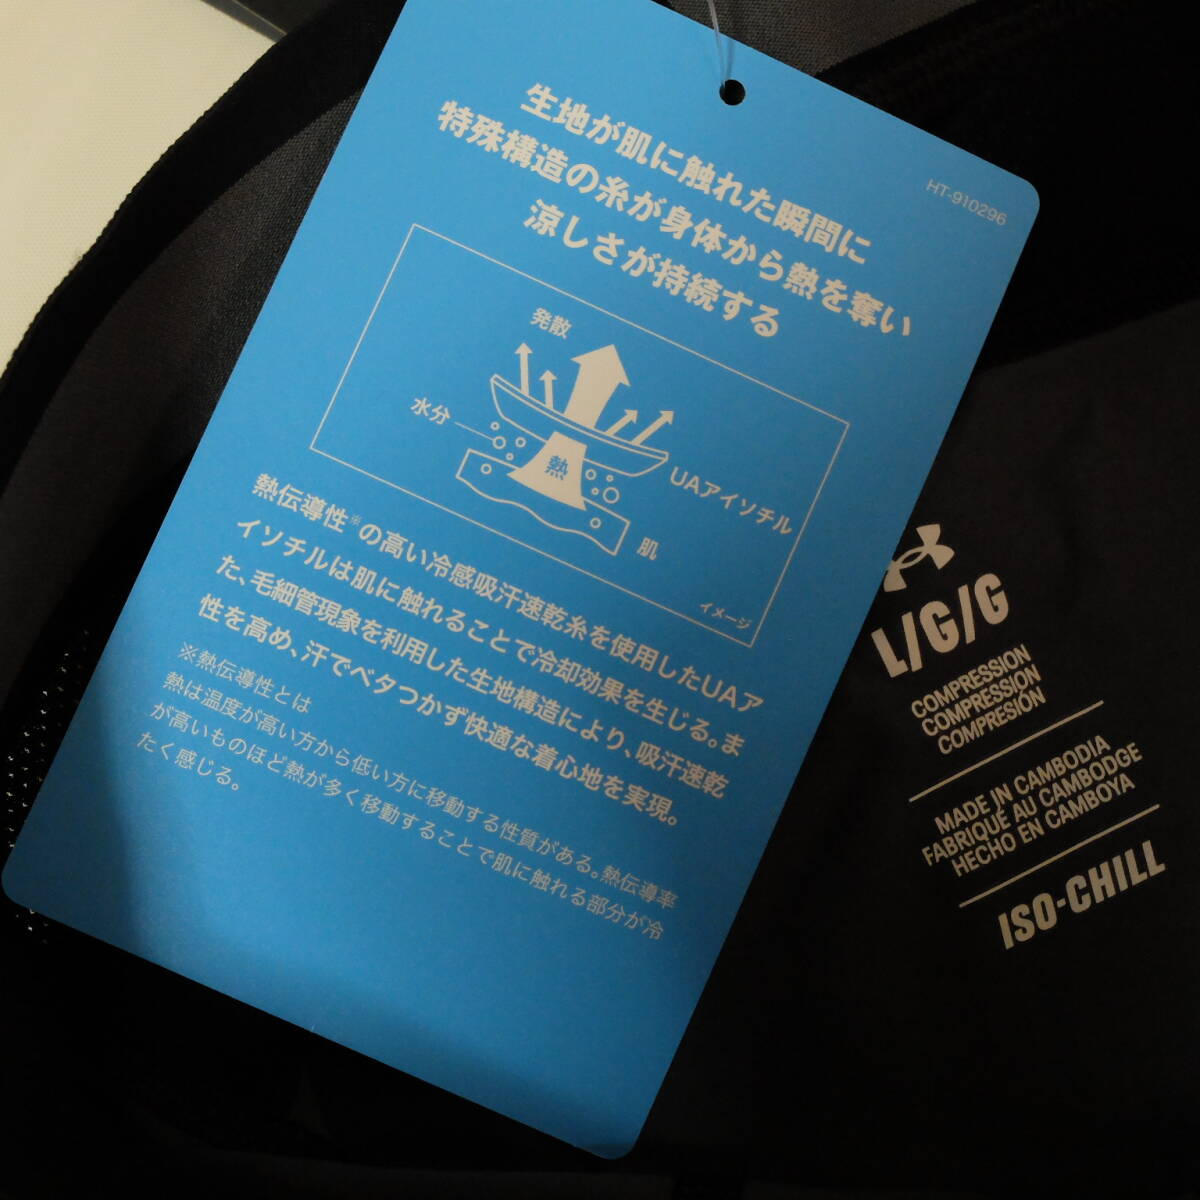 HT-910296
生地が肌に触れた瞬間に
特殊構造の糸が身体から熱を奪い
涼しさが持続する
発散
水分
熱
UAアイソチル
肌
イメージ
熱伝導性※の高い冷感吸汗速乾糸を使用したUAア
イソチルは肌に触れることで冷却効果を生じる。ま
た、毛細管現象を利用した生地構造により、吸汗速乾
性を高め、汗でベタつかず快適な着心地を実現。
※熱伝導性とは
熱は温度が高い方から低い方に移動する性質がある。熱伝導率
が高いものほど熱が多く移動することで肌に触れる部分が冷
たく感じる。
L/G/G
COMPRESSION
COMPRESSION
COMPRESIÓN
MADE IN CAMBODIA
FABRIQUÉ AU CAMBODGE
HECHO EN CAMBOYA
ISO-CHILL